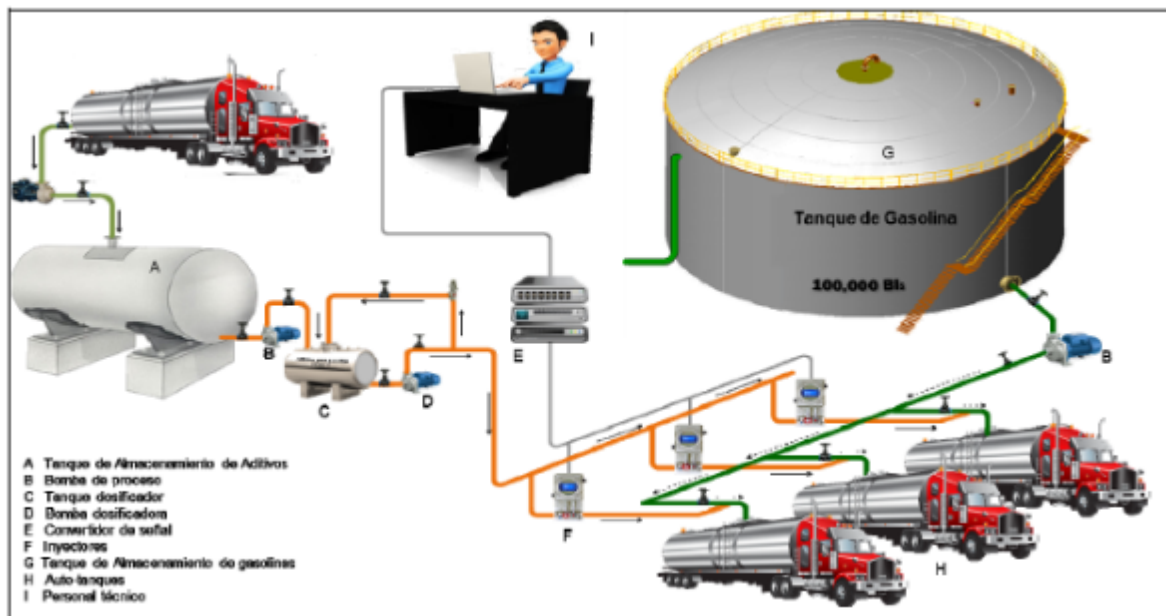 I
G
Tanque de Gasolina
100,000 Bls
A
B
C
D
E
B
F
H
A Tanque de Almacenamiento de Aditivos
B Bomba de proceso
C Tanque dosificador
D Bomba dosificadora
E Convertidor de señal
F Inyectores
G Tanque de Almacenamiento de gasolinas
H Auto-tanques
I Personal técnico